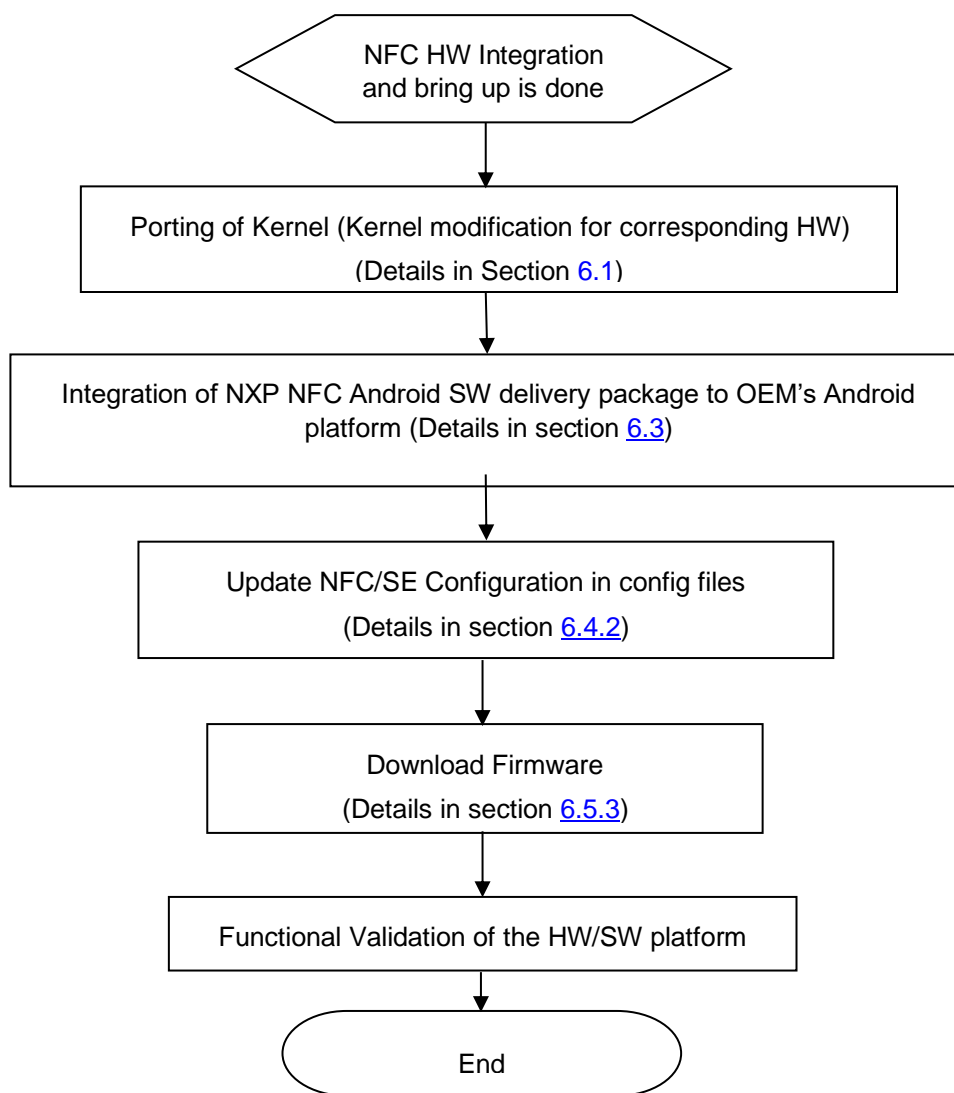 NFC HW Integration
and bring up is done
Porting of Kernel (Kernel modification for corresponding HW)
(Details in Section 6.1)
Integration of NXP NFC Android SW delivery package to OEM’s Android
platform (Details in section 6.3)
Update NFC/SE Configuration in config files
(Details in section 6.4.2)
Download Firmware
(Details in section 6.5.3)
Functional Validation of the HW/SW platform
End